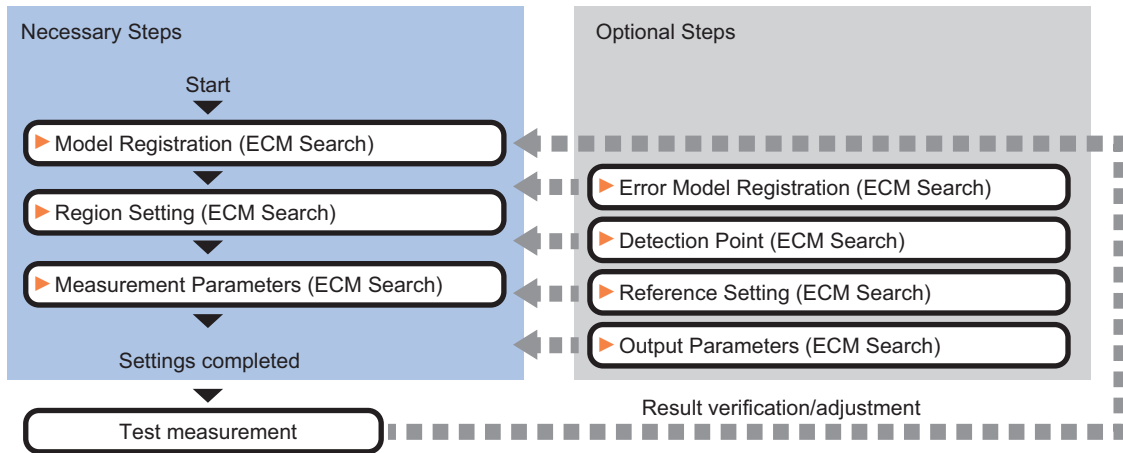 Necessary Steps
Start
Model Registration (ECM Search)
Region Setting (ECM Search)
Measurement Parameters (ECM Search)
Settings completed
Test measurement
Optional Steps
Error Model Registration (ECM Search)
Detection Point (ECM Search)
Reference Setting (ECM Search)
Output Parameters (ECM Search)
Result verification/adjustment